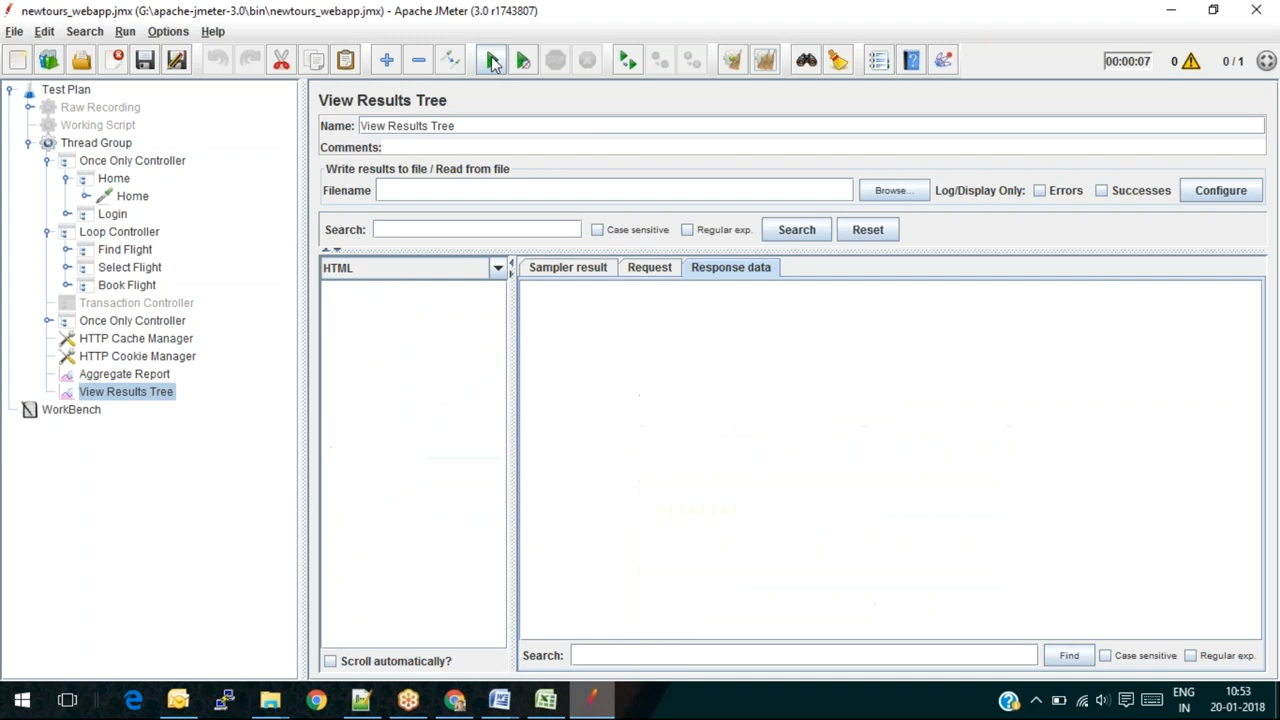 newtours_webapp.jmx (G:\apache-jmeter-3.0\bin\newtours_webapp.jmx) - Apache JMeter (3.0 r1743807)
File Edit Search Run Options Help
00:00:07 0 0 / 1
Test Plan
Raw Recording
Working Script
Thread Group
Once Only Controller
Home
Home
Login
Loop Controller
Find Flight
Select Flight
Book Flight
Transaction Controller
Once Only Controller
HTTP Cache Manager
HTTP Cookie Manager
Aggregate Report
View Results Tree
WorkBench
View Results Tree
Name: View Results Tree
Comments:
Write results to file / Read from file
Filename Browse... Log/Display Only: Errors Successes Configure
Search: Case sensitive Regular exp. Search Reset
HTML Sampler result Request Response data
Scroll automatically?
Search: Find Case sensitive Regular exp.
ENG 10:53
IN 20-01-2018